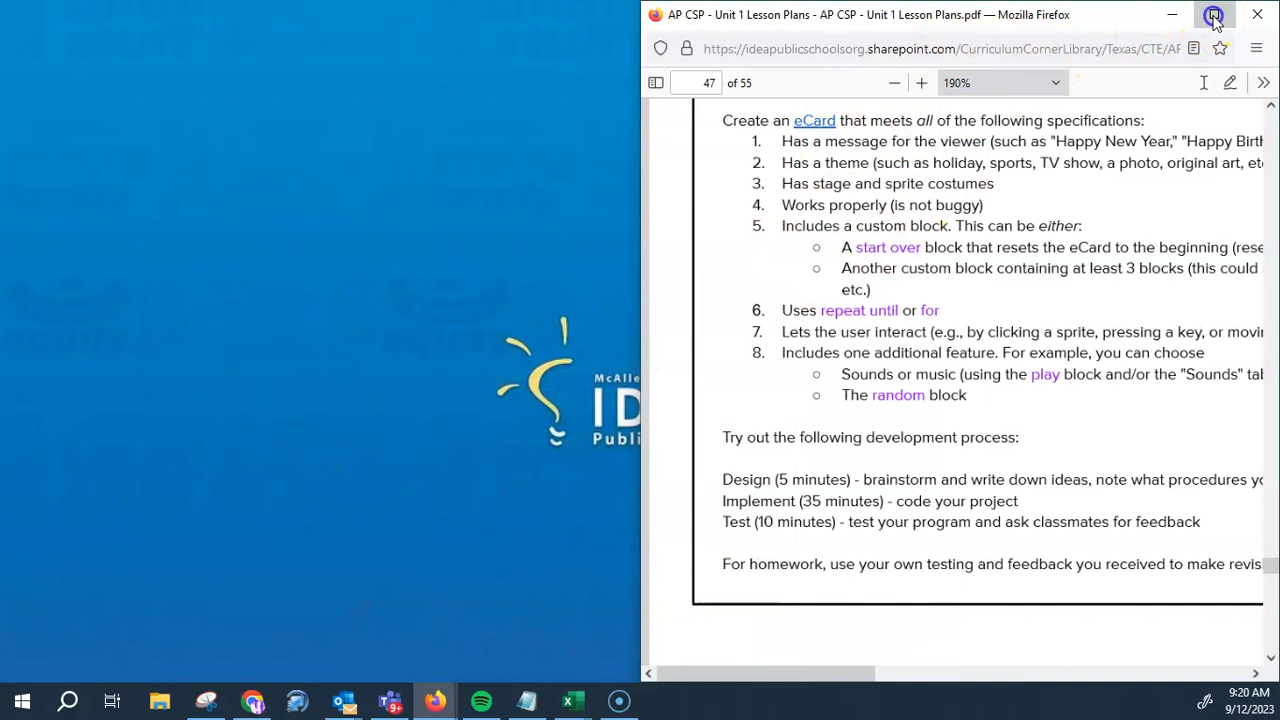 AP CSP - Unit 1 Lesson Plans - AP CSP - Unit 1 Lesson Plans.pdf — Mozilla Firefox
https://ideapublicschoolsorg.sharepoint.com/CurriculumCornerLibrary/Texas/CTE/AP
47 of 55
190%
Create an eCard that meets all of the following specifications:
1. Has a message for the viewer (such as "Happy New Year," "Happy Birth
2. Has a theme (such as holiday, sports, TV show, a photo, original art, etc
3. Has stage and sprite costumes
4. Works properly (is not buggy)
5. Includes a custom block. This can be either:
○ A start over block that resets the eCard to the beginning (rese
○ Another custom block containing at least 3 blocks (this could
etc.)
6. Uses repeat until or for
7. Lets the user interact (e.g., by clicking a sprite, pressing a key, or movi
8. Includes one additional feature. For example, you can choose
○ Sounds or music (using the play block and/or the "Sounds" tab
○ The random block
Try out the following development process:
Design (5 minutes) - brainstorm and write down ideas, note what procedures yo
Implement (35 minutes) - code your project
Test (10 minutes) - test your program and ask classmates for feedback
For homework, use your own testing and feedback you received to make revisi
McAlle
ID
Publi
9+
9:20 AM
9/12/2023